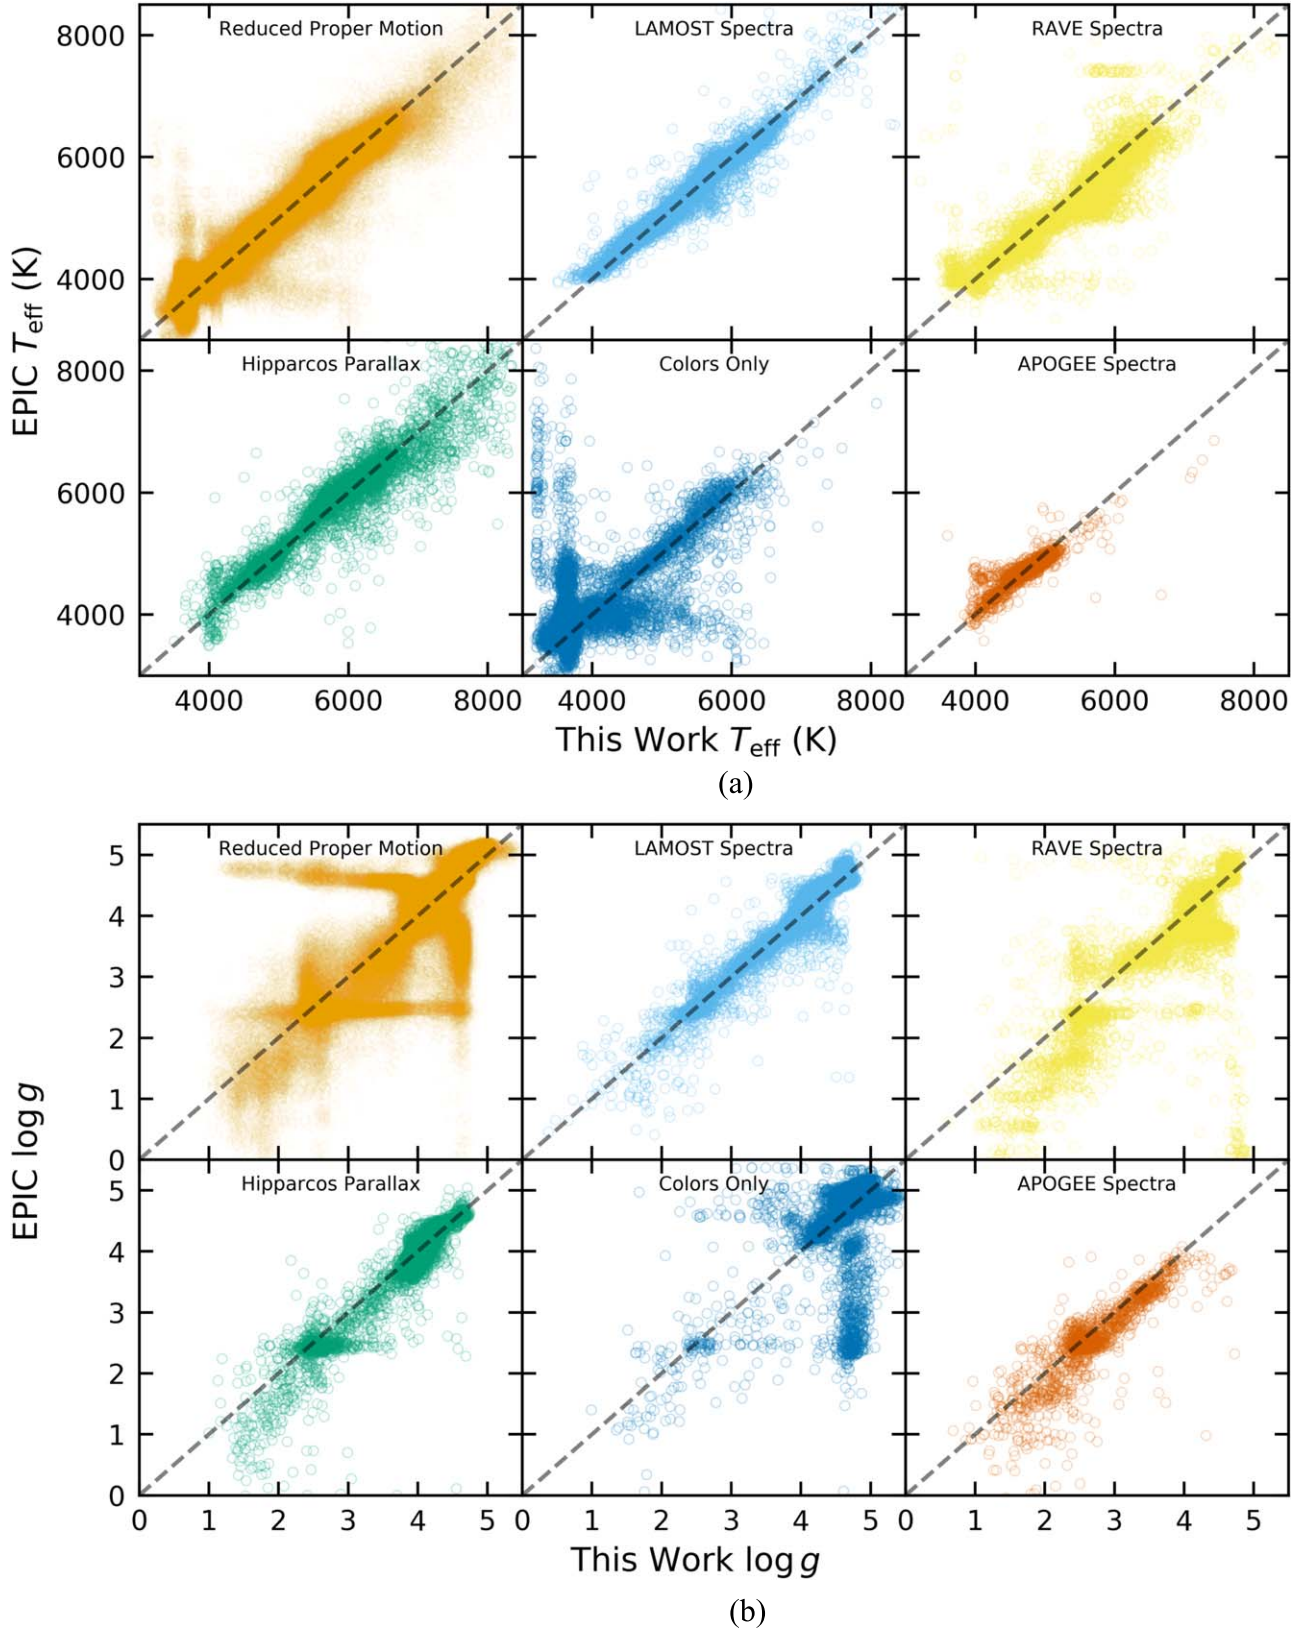 Reduced Proper Motion
LAMOST Spectra
RAVE Spectra
8000
6000
4000
Hipparcos Parallax
Colors Only
APOGEE Spectra
8000
6000
4000
EPIC Teff (K)
4000 6000 8000 4000 6000 8000 4000 6000 8000
This Work Teff (K)
(a)
Reduced Proper Motion
LAMOST Spectra
RAVE Spectra
5
4
3
2
1
0
Hipparcos Parallax
Colors Only
APOGEE Spectra
5
4
3
2
1
0
EPIC log g
0 1 2 3 4 5 0 1 2 3 4 5 0 1 2 3 4 5
This Work log g
(b)